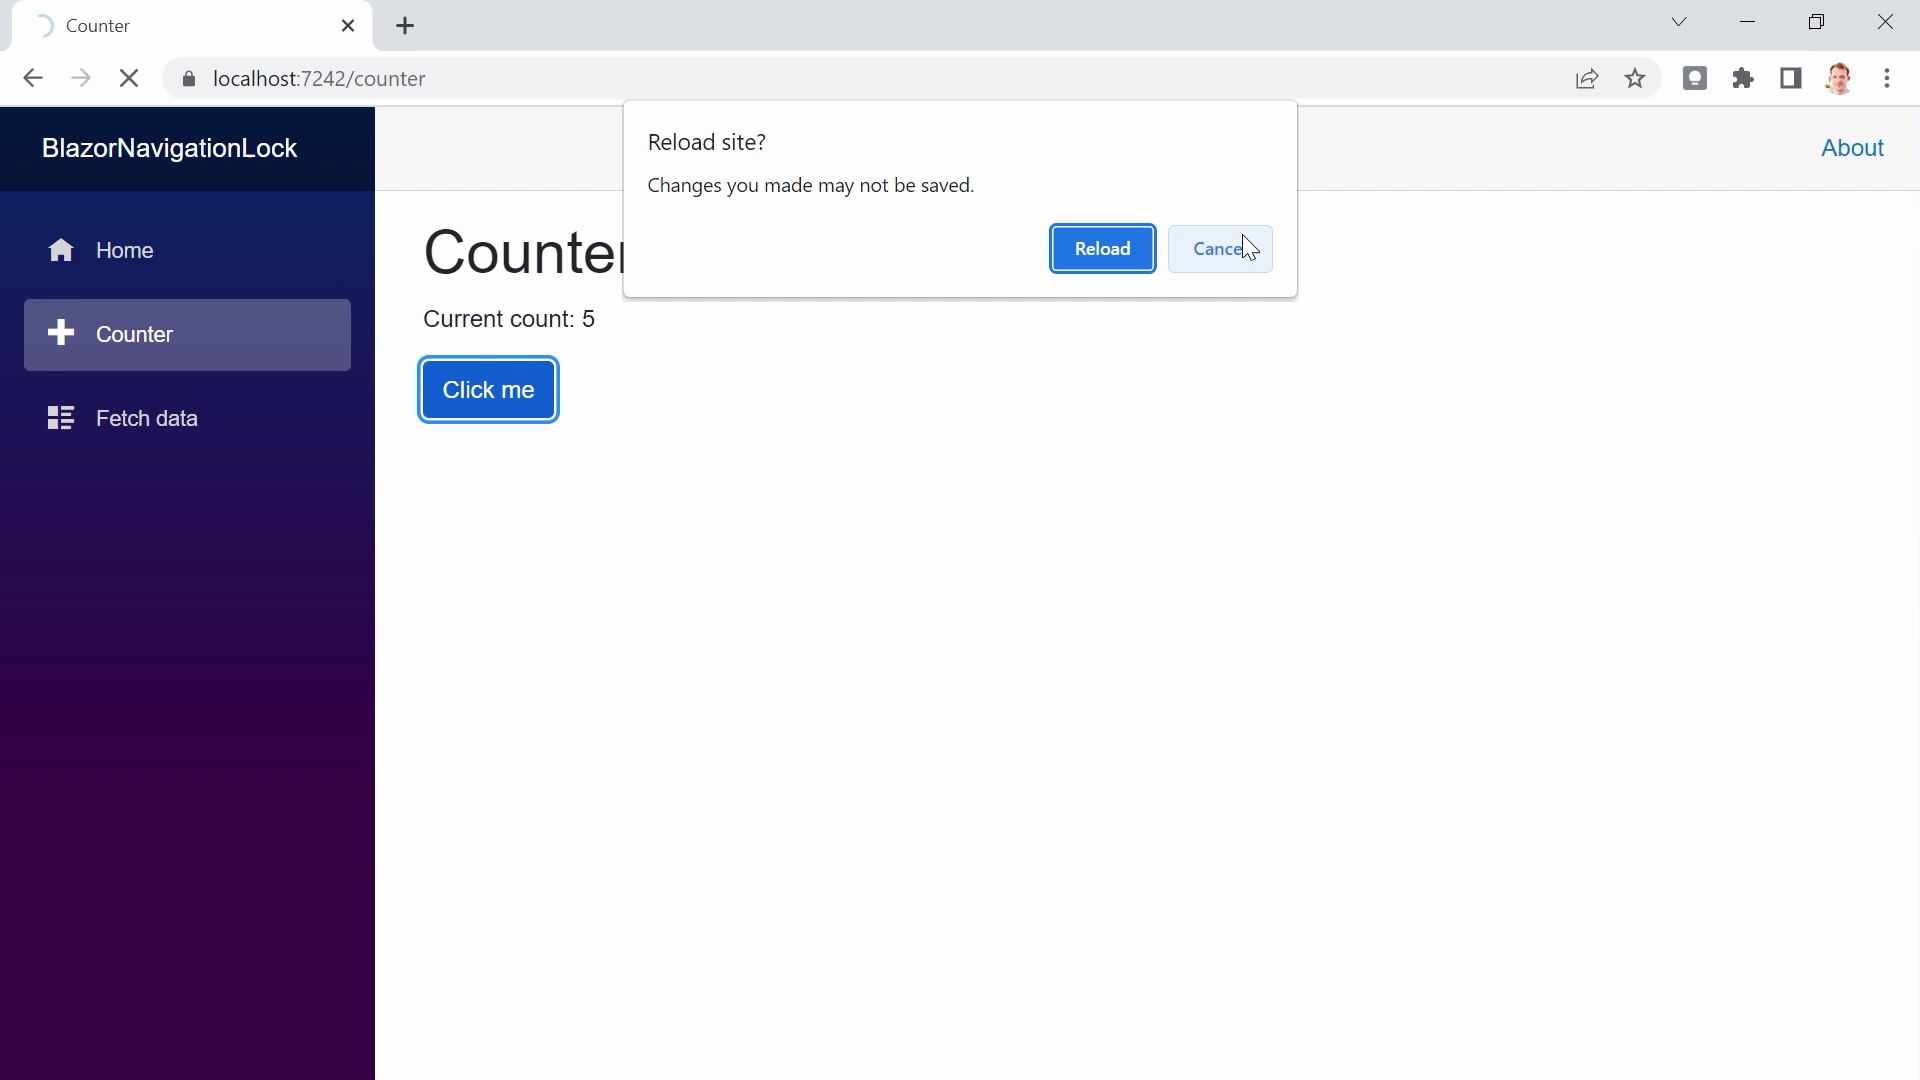 Counter
localhost:7242/counter
BlazorNavigationLock
About
Reload site?
Changes you made may not be saved.
Reload
Cance
Home
Counter
Fetch data
Counter
Current count: 5
Click me